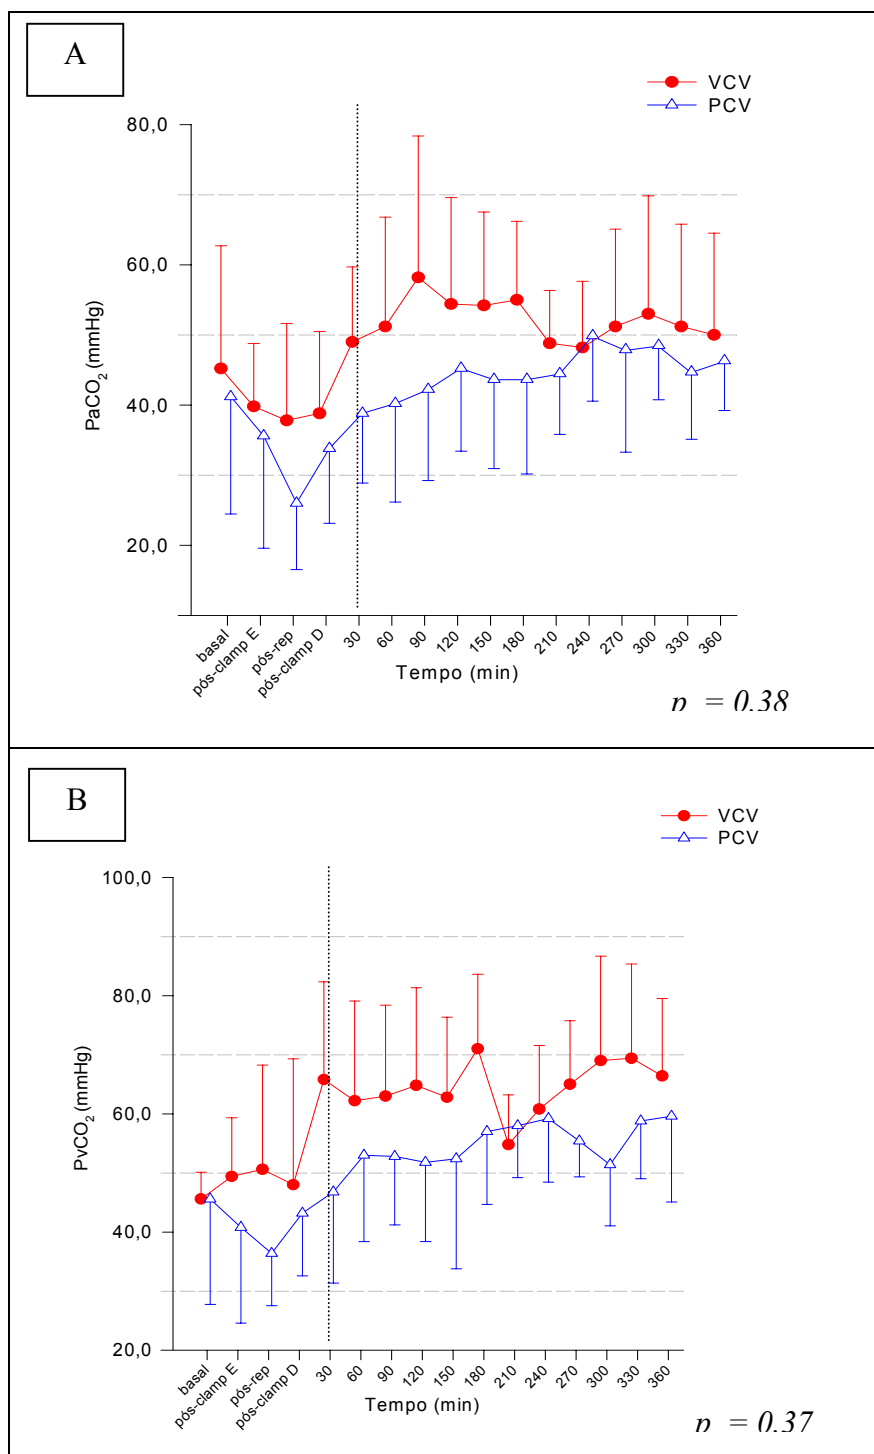 A
VCV
PCV
80,0
60,0
40,0
20,0
PaCO₂ (mmHg)
basal
pós-clamp E
pós-rep
pós-clamp D
30
60
90
120
150
180
210
240
270
300
330
360
Tempo (min)
p = 0.38
B
VCV
PCV
100,0
80,0
60,0
40,0
20,0
PvCO₂ (mmHg)
basal
pós-clamp E
pós-rep
pós-clamp D
30
60
90
120
150
180
210
240
270
300
330
360
Tempo (min)
p = 0.37